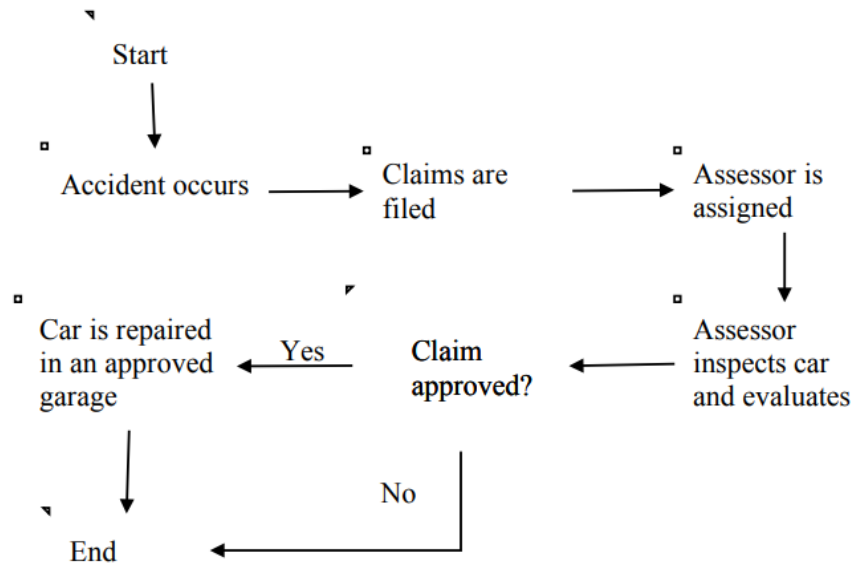 Start
Accident occurs
Claims are
filed
Assessor is
assigned
Assessor
inspects car
and evaluates
Claim
approved?
Yes
Car is repaired
in an approved
garage
No
End